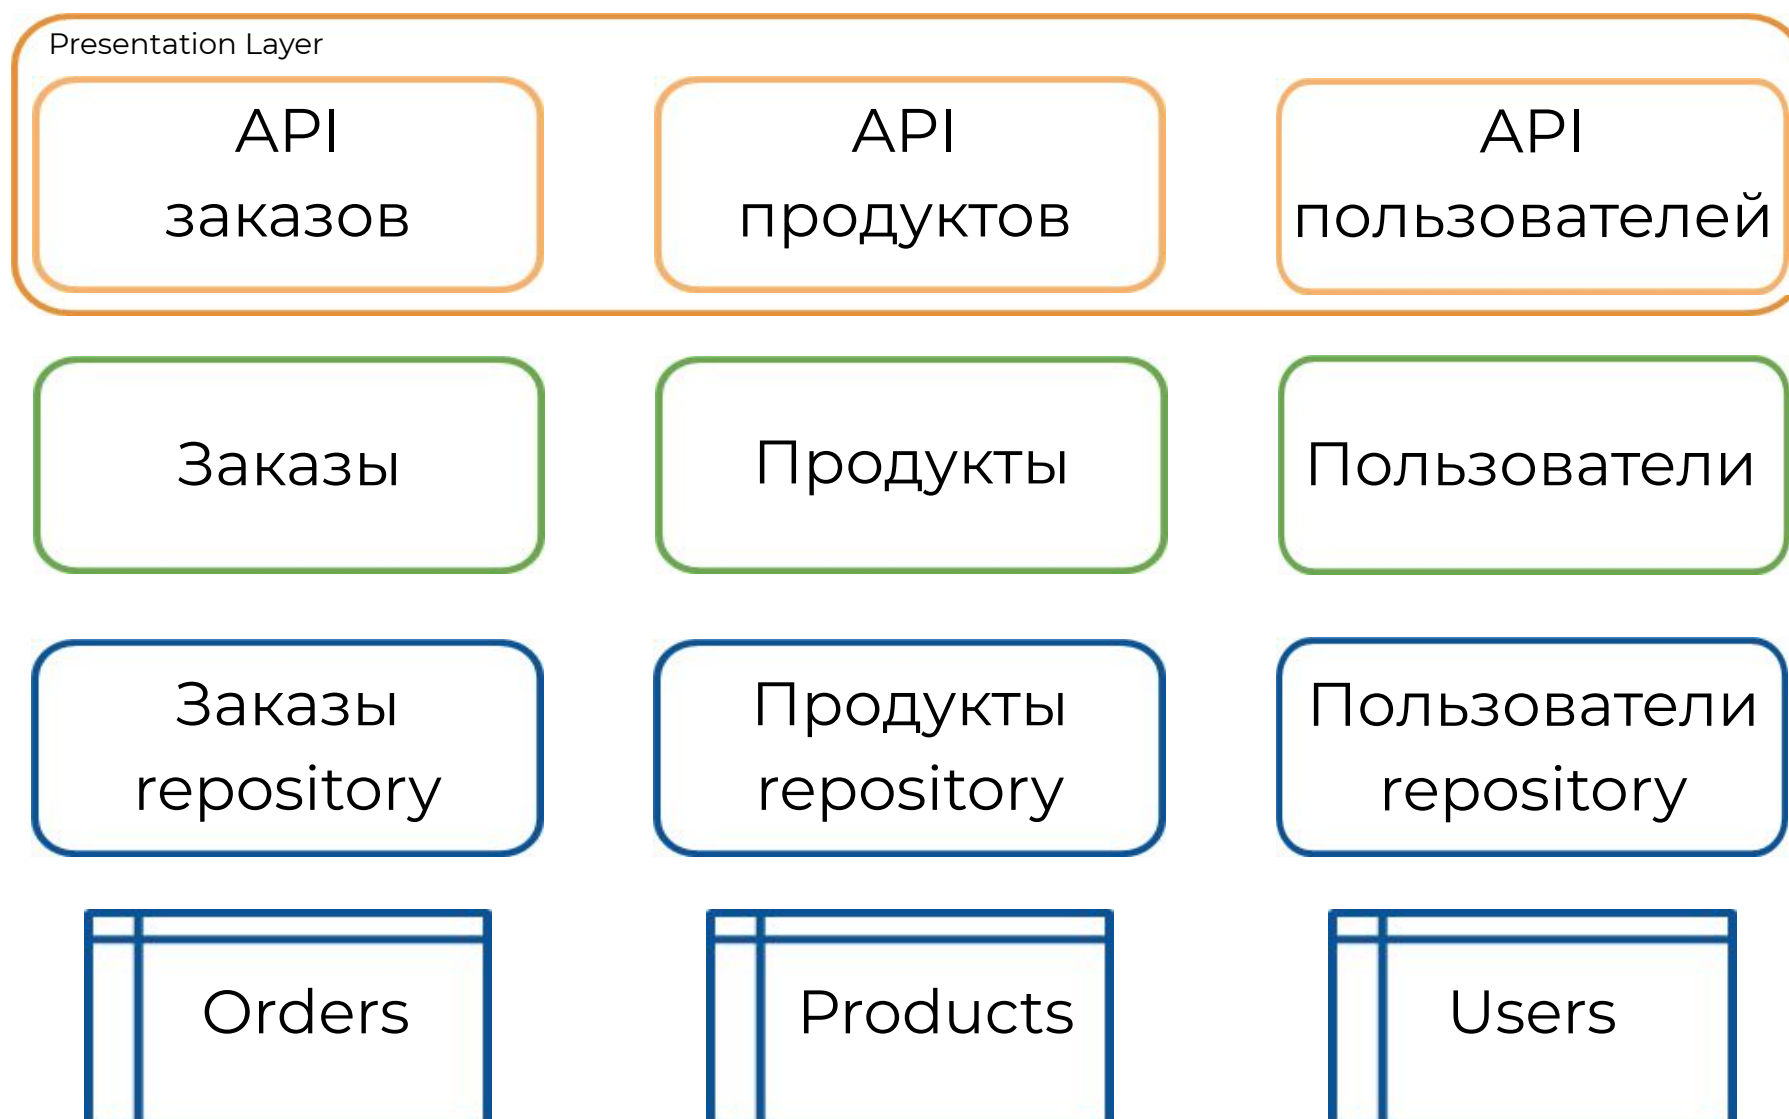 Presentation Layer
API
заказов
API
продуктов
API
пользователей
Заказы
Продукты
Пользователи
Заказы
repository
Продукты
repository
Пользователи
repository
Orders
Products
Users